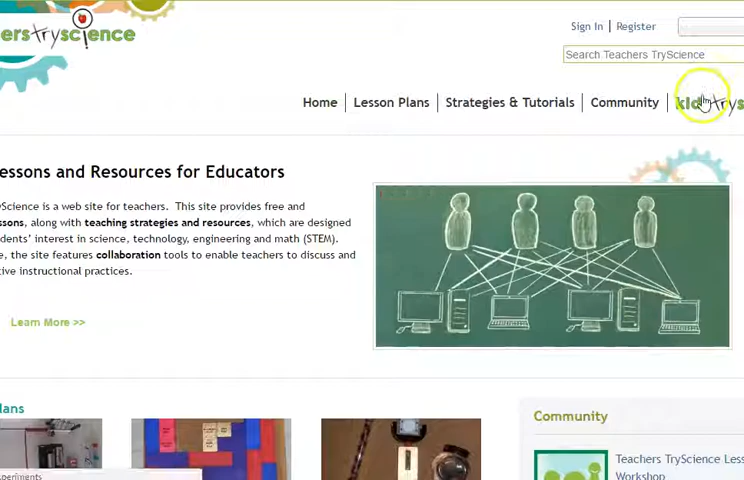 erstryscience
Sign In | Register
Search Teachers TryScience
Home | Lesson Plans | Strategies & Tutorials | Community |
essons and Resources for Educators
yScience is a web site for teachers. This site provides free and
ssons, along with teaching strategies and resources, which are designed
dents' interest in science, technology, engineering and math (STEM).
e, the site features collaboration tools to enable teachers to discuss and
tive instructional practices.
Learn More >>
lans
Community
Teachers TryScience Less
Workshop
periments